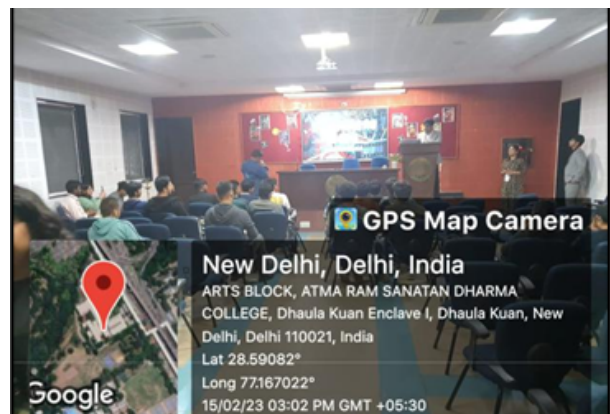 GPS Map Camera
New Delhi, Delhi, India
ARTS BLOCK, ATMA RAM SANATAN DHARMA
COLLEGE, Dhaula Kuan Enclave I, Dhaula Kuan, New
Delhi, Delhi 110021, India
Lat 28.59082°
Long 77.167022°
15/02/23 03:02 PM GMT +05:30
Google